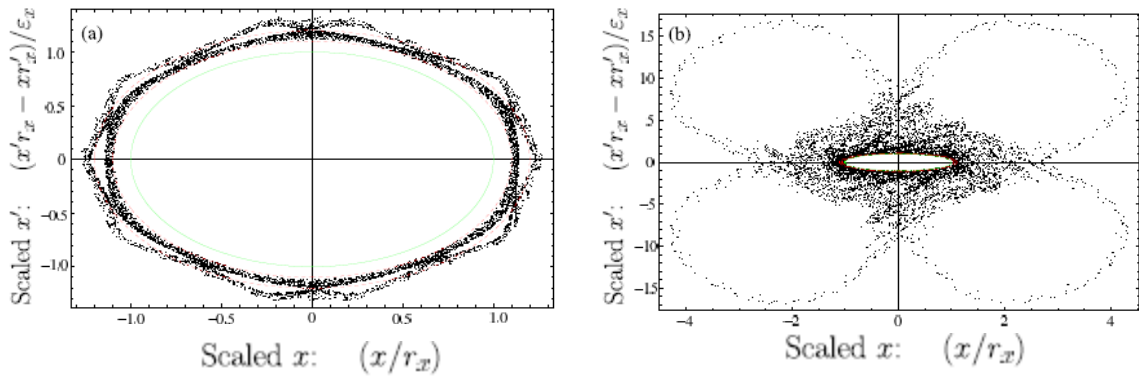 (a)
Scaled x′: (x′r_x − xr′_x)/ε_x
1.0
0.5
0
−0.5
−1.0
−1.0 −0.5 0 0.5 1.0
Scaled x: (x/r_x)
(b)
Scaled x′: (x′r_x − xr′_x)/ε_x
15
10
5
0
−5
−10
−15
−4 −2 0 2 4
Scaled x: (x/r_x)